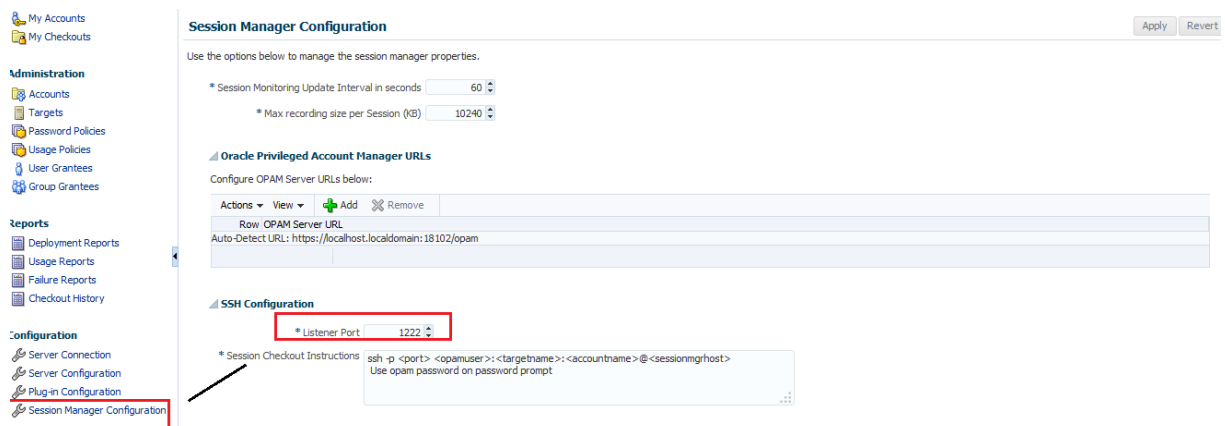 My Accounts
My Checkouts
Administration
Accounts
Targets
Password Policies
Usage Policies
User Grantees
Group Grantees
Reports
Deployment Reports
Usage Reports
Failure Reports
Checkout History
Configuration
Server Connection
Server Configuration
Plug-in Configuration
Session Manager Configuration
Session Manager Configuration
Apply Revert
Use the options below to manage the session manager properties.
* Session Monitoring Update Interval in seconds 60
* Max recording size per Session (KB) 10240
Oracle Privileged Account Manager URLs
Configure OPAM Server URLs below:
Actions View Add Remove
Row OPAM Server URL
Auto-Detect URL: https://localhost.localdomain:18102/opam
SSH Configuration
* Listener Port 1222
* Session Checkout Instructions ssh -p <port> <opamuser>:<targetname>:<accountname>@<sessionmgrhost>
Use opam password on password prompt